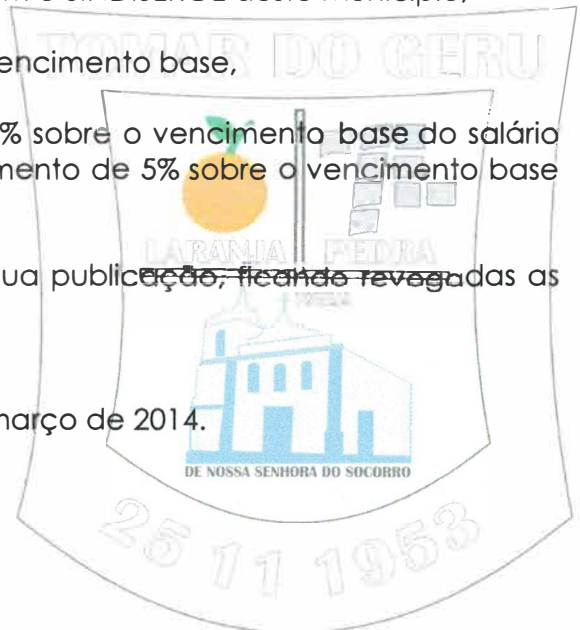 TOMAR DO GERU
encimento base,
% sobre o vencimento base do salário
mento de 5% sobre o vencimento base
LARANJA PEDRA
ua publicação, ficando revogadas as
março de 2014.
DE NOSSA SENHORA DO SOCORRO
25 11 1953